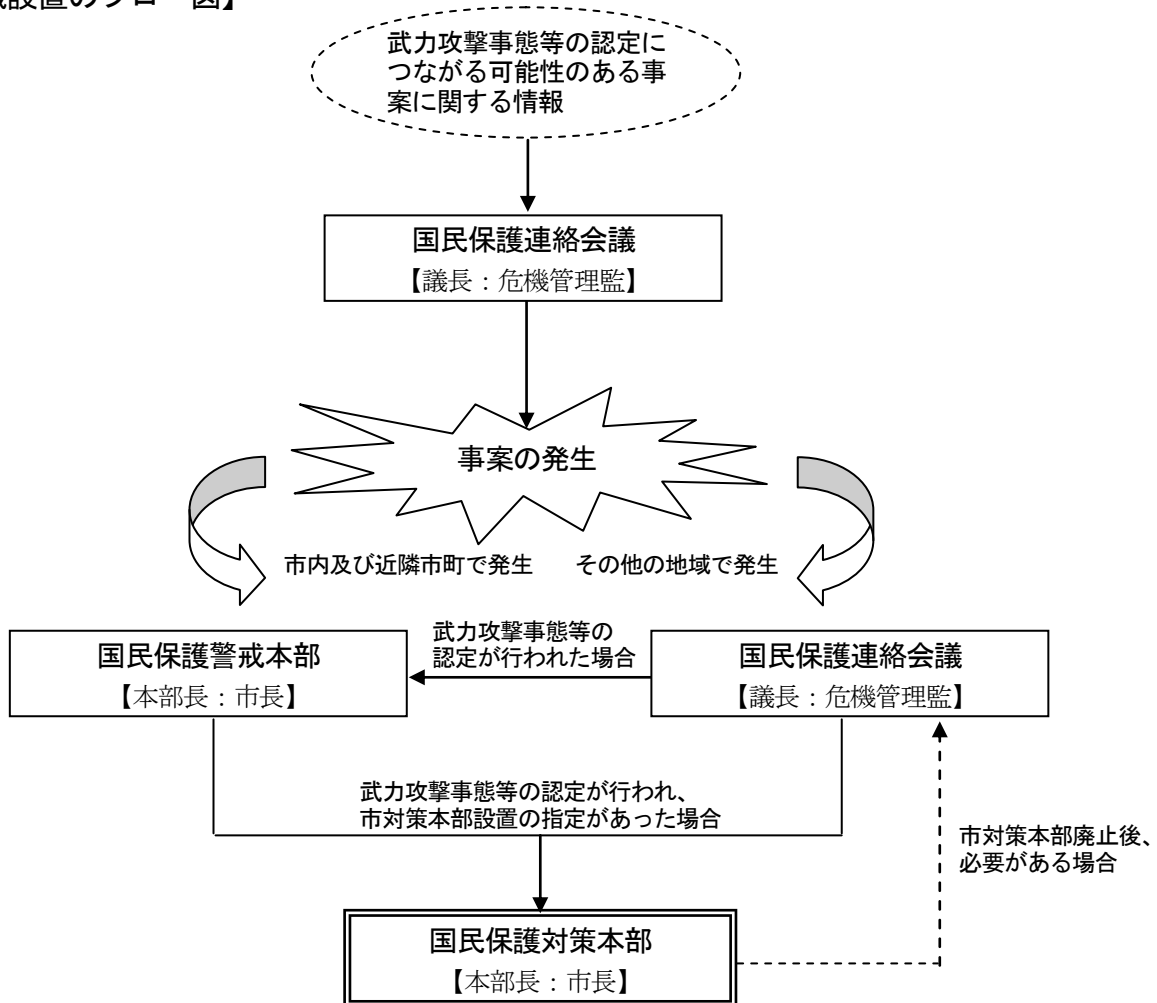 設置のフロー図】
武力攻撃事態等の認定に
つながる可能性のある事
案に関する情報
国民保護連絡会議
【議長：危機管理監】
事案の発生
市内及び近隣市町で発生
その他の地域で発生
武力攻撃事態等の
認定が行われた場合
国民保護警戒本部
【本部長：市長】
国民保護連絡会議
【議長：危機管理監】
武力攻撃事態等の認定が行われ、
市対策本部設置の指定があった場合
市対策本部廃止後、
必要がある場合
国民保護対策本部
【本部長：市長】